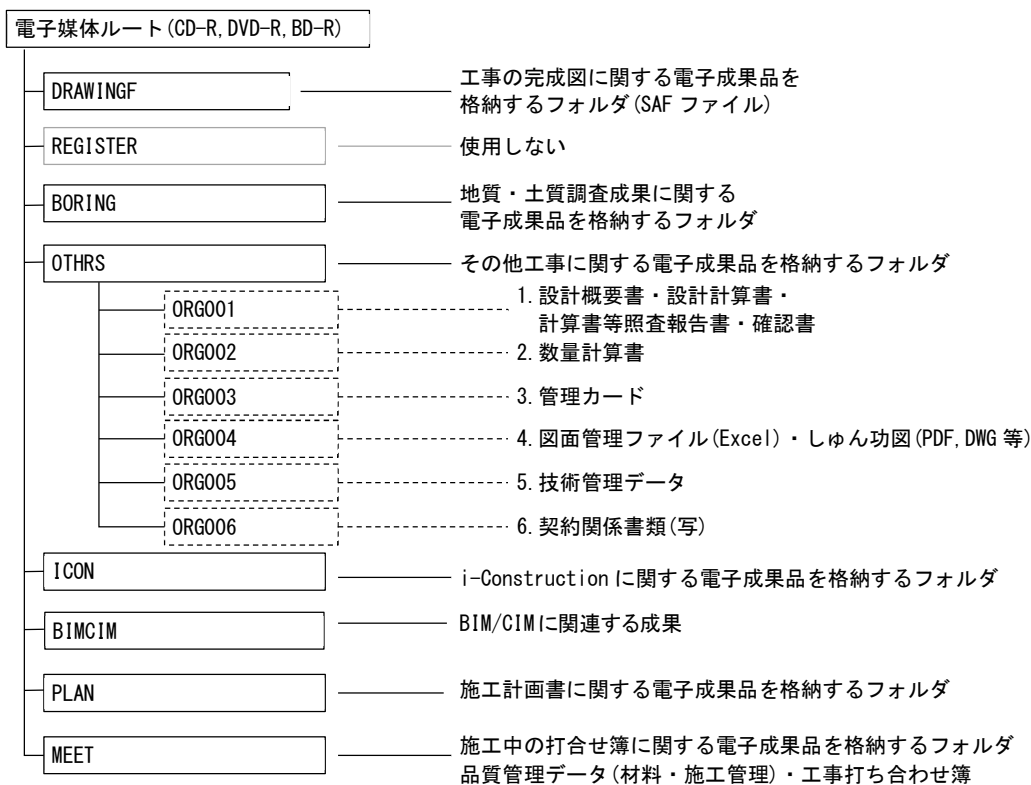 電子媒体ルート(CD-R,DVD-R,BD-R)
DRAWINGF
工事の完成図に関する電子成果品を
格納するフォルダ(SAF ファイル)
REGISTER
使用しない
BORING
地質・土質調査成果に関する
電子成果品を格納するフォルダ
OTHRS
その他工事に関する電子成果品を格納するフォルダ
ORG001
1.設計概要書・設計計算書・
計算書等照査報告書・確認書
ORG002
2.数量計算書
ORG003
3.管理カード
ORG004
4.図面管理ファイル(Excel)・しゅん功図(PDF,DWG 等)
ORG005
5.技術管理データ
ORG006
6.契約関係書類(写)
ICON
i-Construction に関する電子成果品を格納するフォルダ
BIMCIM
BIM/CIM に関連する成果
PLAN
施工計画書に関する電子成果品を格納するフォルダ
MEET
施工中の打合せ簿に関する電子成果品を格納するフォルダ
品質管理データ(材料・施工管理)・工事打ち合わせ簿